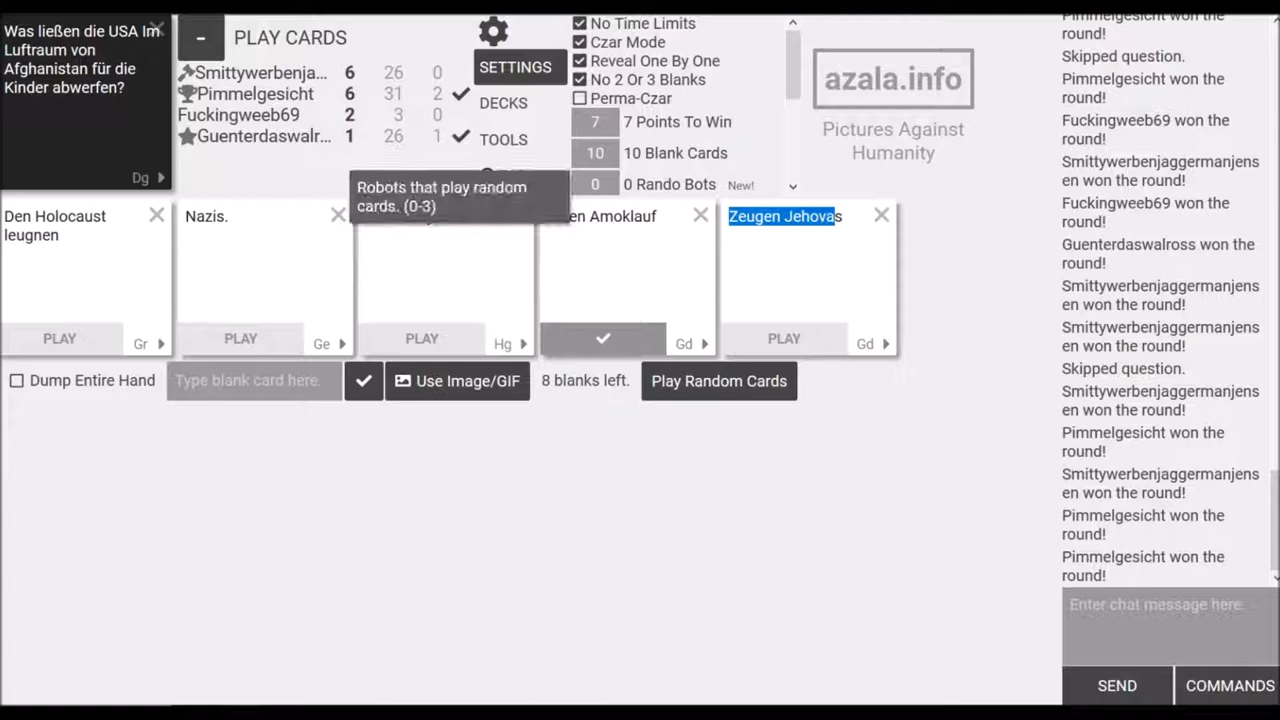 Was ließen die USA Im
Luftraum von
Afghanistan für die
Kinder abwerfen?
Dg
-
PLAY CARDS
Smittywerbenja... 6 26 0
Pimmelgesicht 6 31 2
Fuckingweeb69 2 3 0
Guenterdaswalr... 1 26 1
SETTINGS
DECKS
TOOLS
No Time Limits
Czar Mode
Reveal One By One
No 2 Or 3 Blanks
Perma-Czar
7 7 Points To Win
10 10 Blank Cards
0 0 Rando Bots New!
azala.info
Pictures Against
Humanity
Robots that play random
cards. (0-3)
Den Holocaust
leugnen
PLAY
Gr
Nazis.
PLAY
Ge
PLAY
Hg
en Amoklauf
Gd
Zeugen Jehovas
PLAY
Gd
Dump Entire Hand
Type blank card here.
Use Image/GIF
8 blanks left.
Play Random Cards
Pimmelgesicht won the
round!
Skipped question.
Pimmelgesicht won the
round!
Fuckingweeb69 won the
round!
Smittywerbenjaggermanjens
en won the round!
Fuckingweeb69 won the
round!
Guenterdaswalross won the
round!
Smittywerbenjaggermanjens
en won the round!
Smittywerbenjaggermanjens
en won the round!
Skipped question.
Smittywerbenjaggermanjens
en won the round!
Pimmelgesicht won the
round!
Smittywerbenjaggermanjens
en won the round!
Pimmelgesicht won the
round!
Pimmelgesicht won the
round!
Enter chat message here.
SEND
COMMANDS